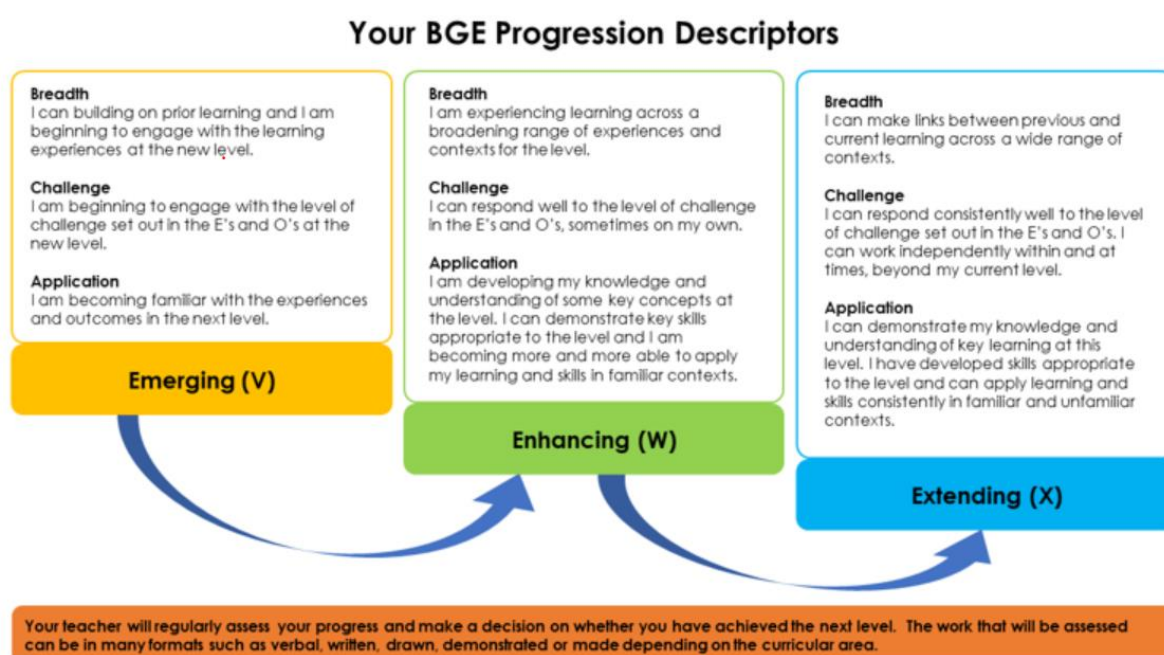 Your BGE Progression Descriptors
Breadth
I can building on prior learning and I am
beginning to engage with the learning
experiences at the new level.
Challenge
I am beginning to engage with the level of
challenge set out in the E's and O's at the
new level.
Application
I am becoming familiar with the experiences
and outcomes in the next level.
Emerging (V)
Breadth
I am experiencing learning across a
broadening range of experiences and
contexts for the level.
Challenge
I can respond well to the level of challenge
in the E's and O's, sometimes on my own.
Application
I am developing my knowledge and
understanding of some key concepts at
the level. I can demonstrate key skills
appropriate to the level and I am
becoming more and more able to apply
my learning and skills in familiar contexts.
Enhancing (W)
Breadth
I can make links between previous and
current learning across a wide range of
contexts.
Challenge
I can respond consistently well to the level
of challenge set out in the E's and O's. I
can work independently within and at
times, beyond my current level.
Application
I can demonstrate my knowledge and
understanding of key learning at this
level. I have developed skills appropriate
to the level and can apply learning and
skills consistently in familiar and unfamiliar
contexts.
Extending (X)
Your teacher will regularly assess your progress and make a decision on whether you have achieved the next level. The work that will be assessed
can be in many formats such as verbal, written, drawn, demonstrated or made depending on the curricular area.